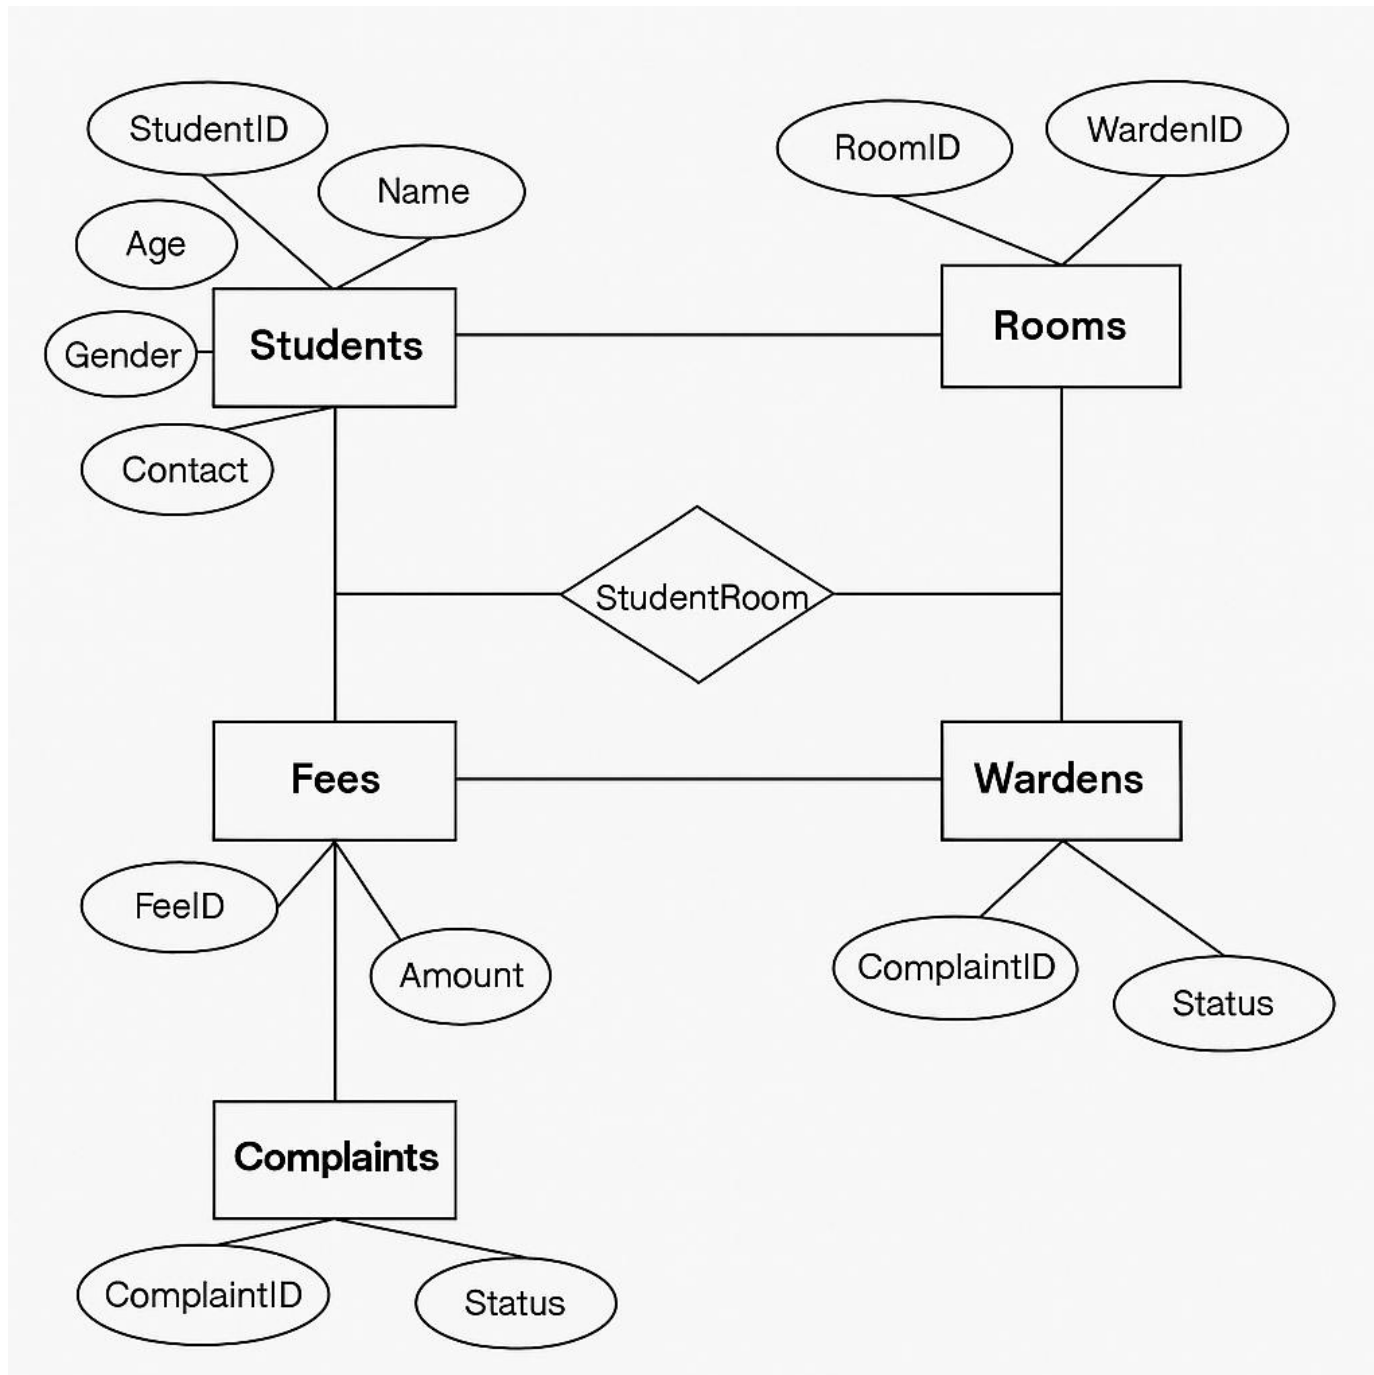 StudentID
Name
RoomID
WardenID
Age
Students
Rooms
Gender
Contact
StudentRoom
Fees
Wardens
FeeID
Amount
ComplaintID
Status
Complaints
ComplaintID
Status